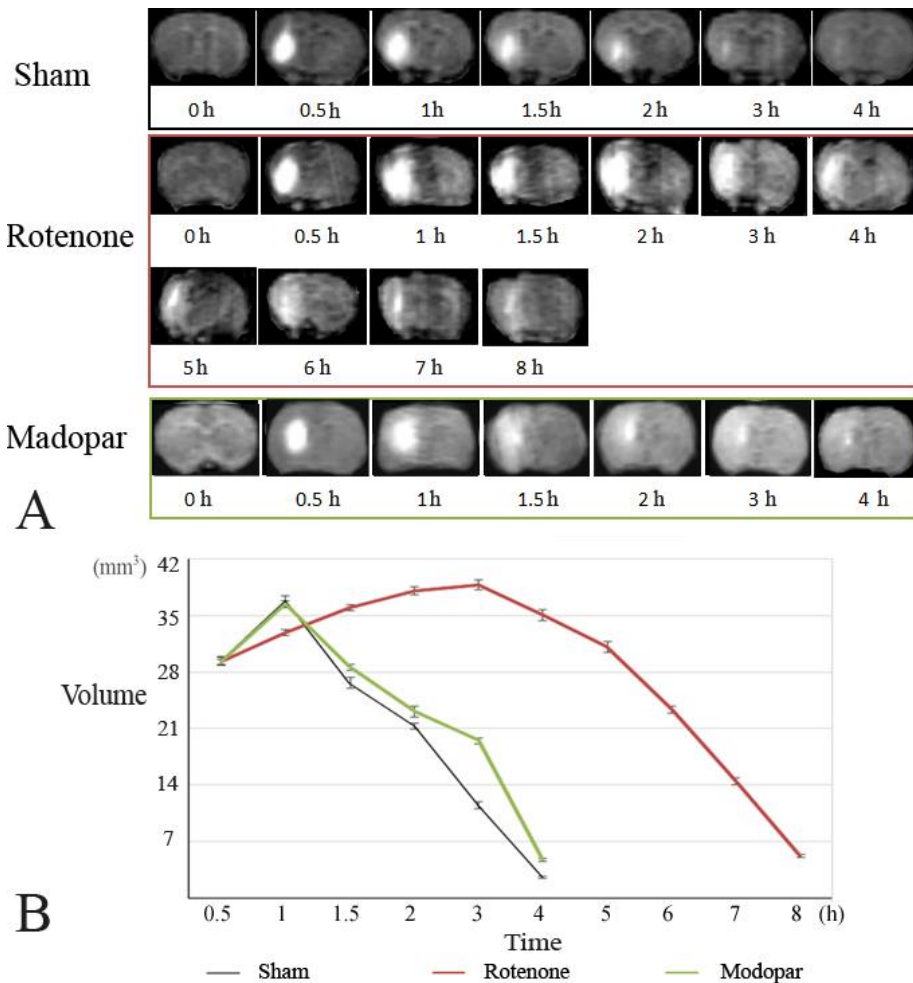 Sham
0 h 0.5 h 1 h 1.5 h 2 h 3 h 4 h
Rotenone
0 h 0.5 h 1 h 1.5 h 2 h 3 h 4 h
5 h 6 h 7 h 8 h
Madopar
0 h 0.5 h 1 h 1.5 h 2 h 3 h 4 h
A
(mm³)
42
35
28
Volume
21
14
7
B
0.5 1 1.5 2 3 4 5 6 7 8 (h)
Time
Sham Rotenone Modopar